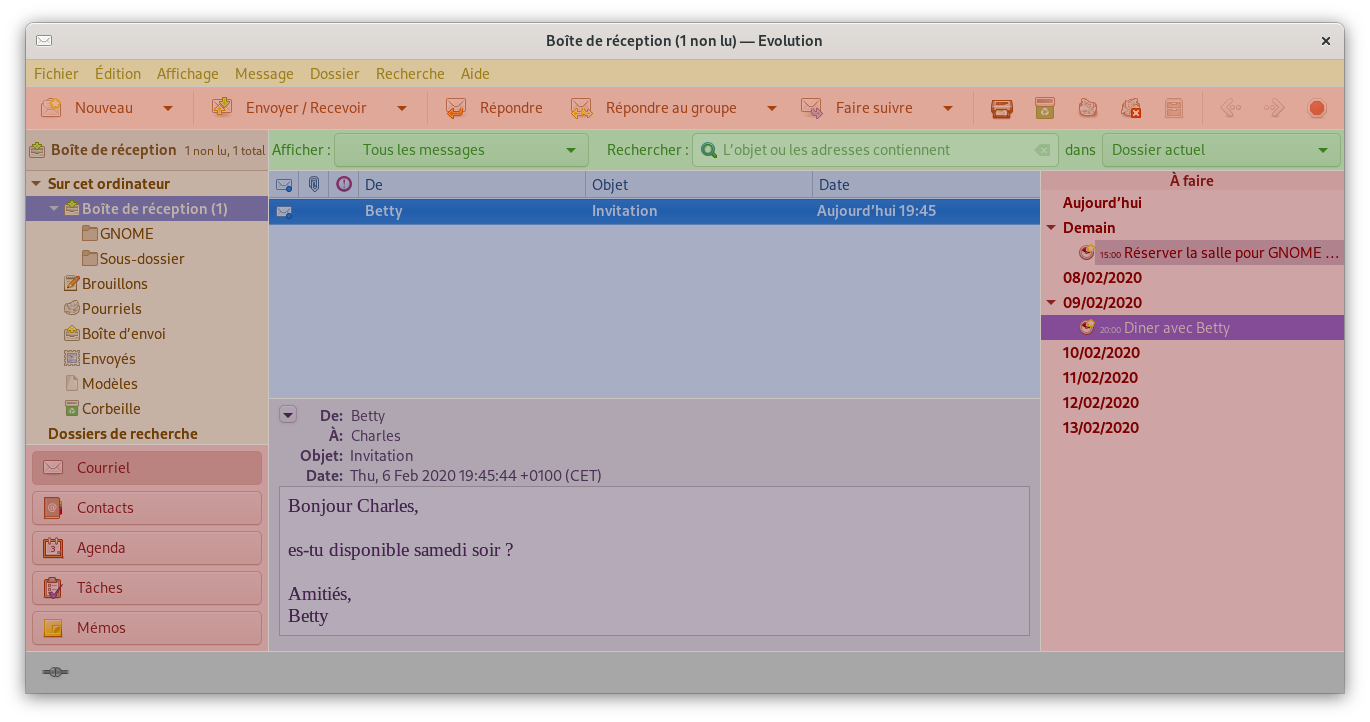 Boîte de réception (1 non lu) — Evolution
Fichier Édition Affichage Message Dossier Recherche Aide
Nouveau Envoyer / Recevoir Répondre Répondre au groupe Faire suivre
Boîte de réception 1 non lu, 1 total
Afficher : Tous les messages Rechercher : L'objet ou les adresses contiennent dans Dossier actuel
Sur cet ordinateur
Boîte de réception (1)
GNOME
Sous-dossier
Brouillons
Pourriels
Boîte d'envoi
Envoyés
Modèles
Corbeille
Dossiers de recherche
Courriel
Contacts
Agenda
Tâches
Mémos
De Objet Date
Betty Invitation Aujourd'hui 19:45
De: Betty
À: Charles
Objet: Invitation
Date: Thu, 6 Feb 2020 19:45:44 +0100 (CET)
Bonjour Charles,
es-tu disponible samedi soir ?
Amitiés,
Betty
À faire
Aujourd'hui
Demain
15:00 Réserver la salle pour GNOME …
08/02/2020
09/02/2020
20:00 Diner avec Betty
10/02/2020
11/02/2020
12/02/2020
13/02/2020